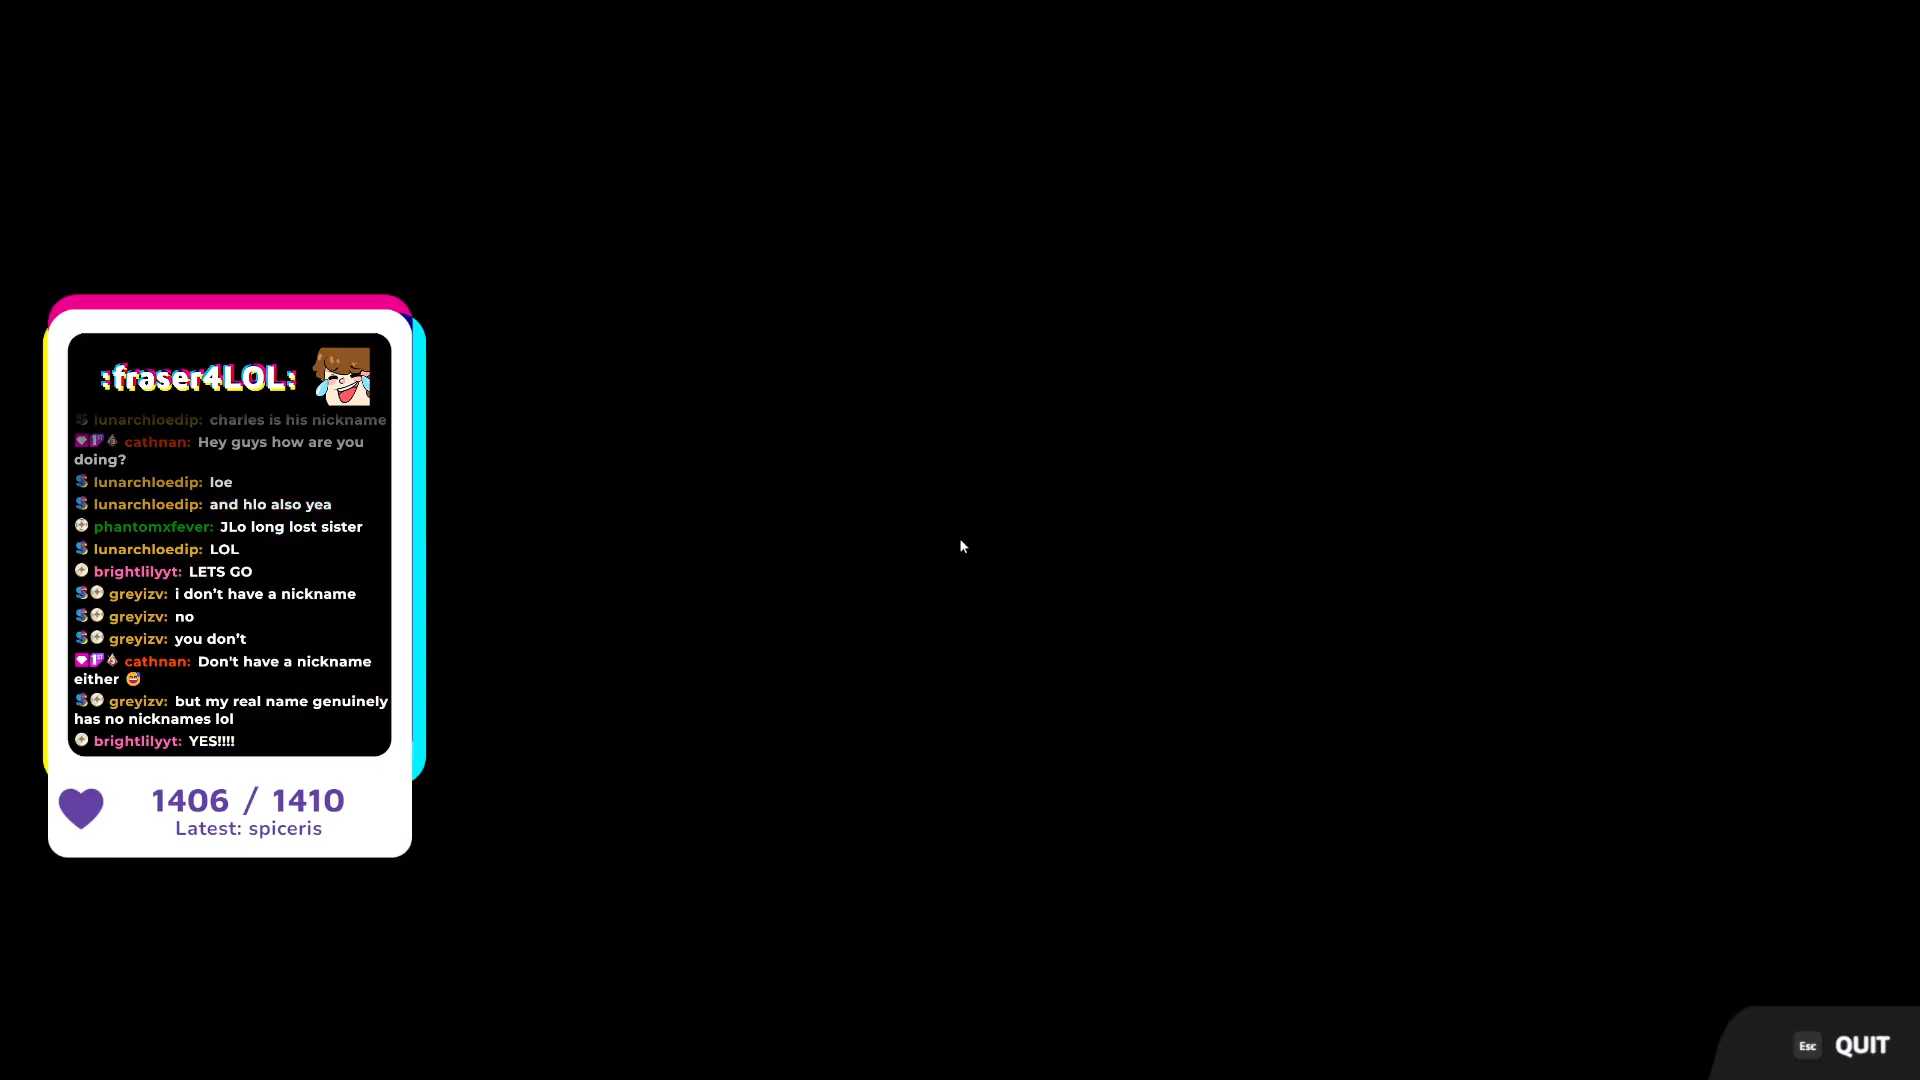 :fraser4LOL:
lunarchloedip: charles is his nickname
cathnan: Hey guys how are you
doing?
lunarchloedip: loe
lunarchloedip: and hlo also yea
phantomxfever: JLo long lost sister
lunarchloedip: LOL
brightlilyyt: LETS GO
greyizv: i don’t have a nickname
greyizv: no
greyizv: you don’t
cathnan: Don't have a nickname
either
greyizv: but my real name genuinely
has no nicknames lol
brightlilyyt: YES!!!!
1406 / 1410
Latest: spiceris
Esc QUIT